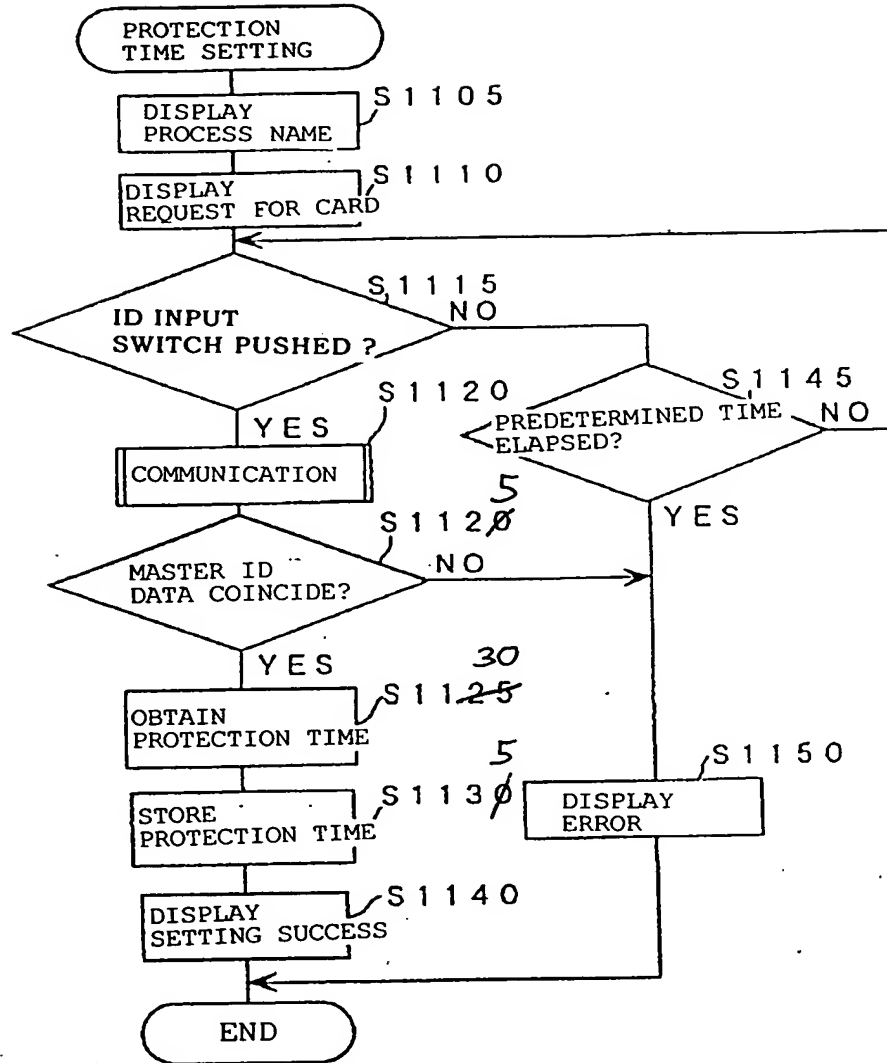 PROTECTION
TIME SETTING
S1105
DISPLAY
PROCESS NAME
S1110
DISPLAY
REQUEST FOR CARD
S1115
ID INPUT
SWITCH PUSHED ?
NO
YES
S1145
PREDETERMINED TIME
ELAPSED?
NO
YES
S1120
COMMUNICATION
5
S1120
MASTER ID
DATA COINCIDE?
NO
YES
30
S1125
OBTAIN
PROTECTION TIME
5
S1130
STORE
PROTECTION TIME
S1150
DISPLAY
ERROR
S1140
DISPLAY
SETTING SUCCESS
END